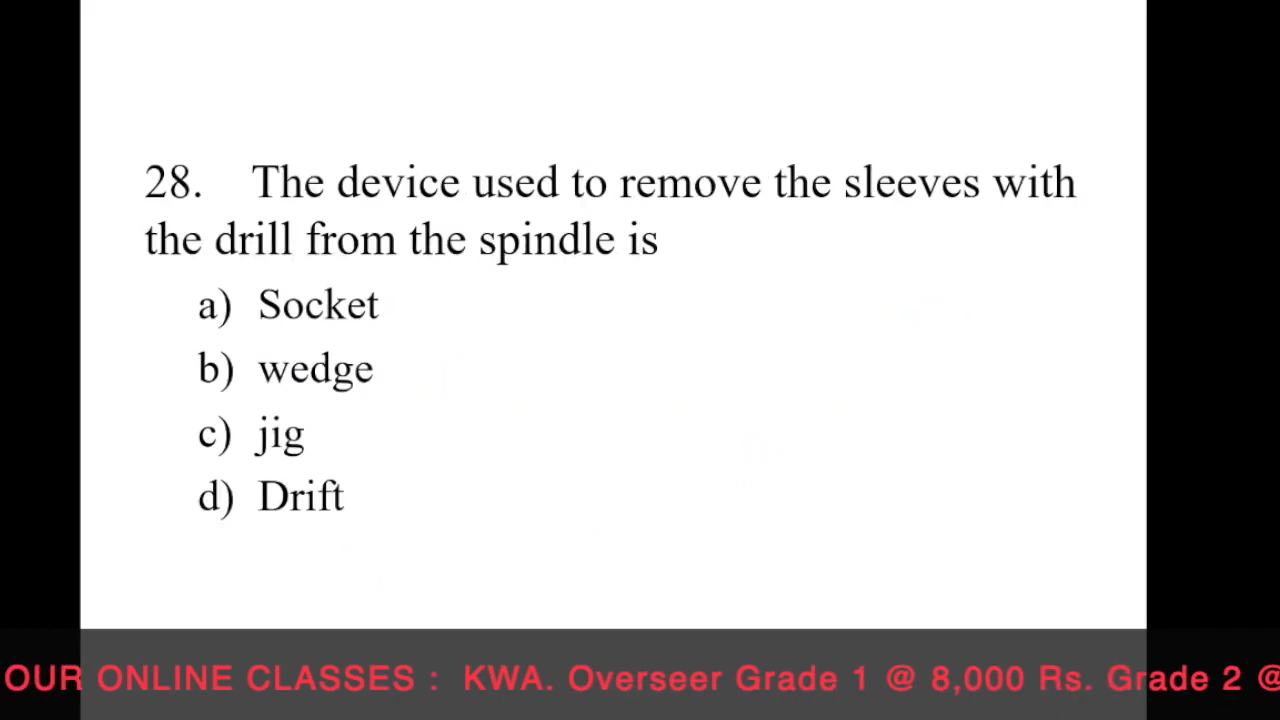 28. The device used to remove the sleeves with
the drill from the spindle is
a) Socket
b) wedge
c) jig
d) Drift
OUR ONLINE CLASSES : KWA. Overseer Grade 1 @ 8,000 Rs. Grade 2 @